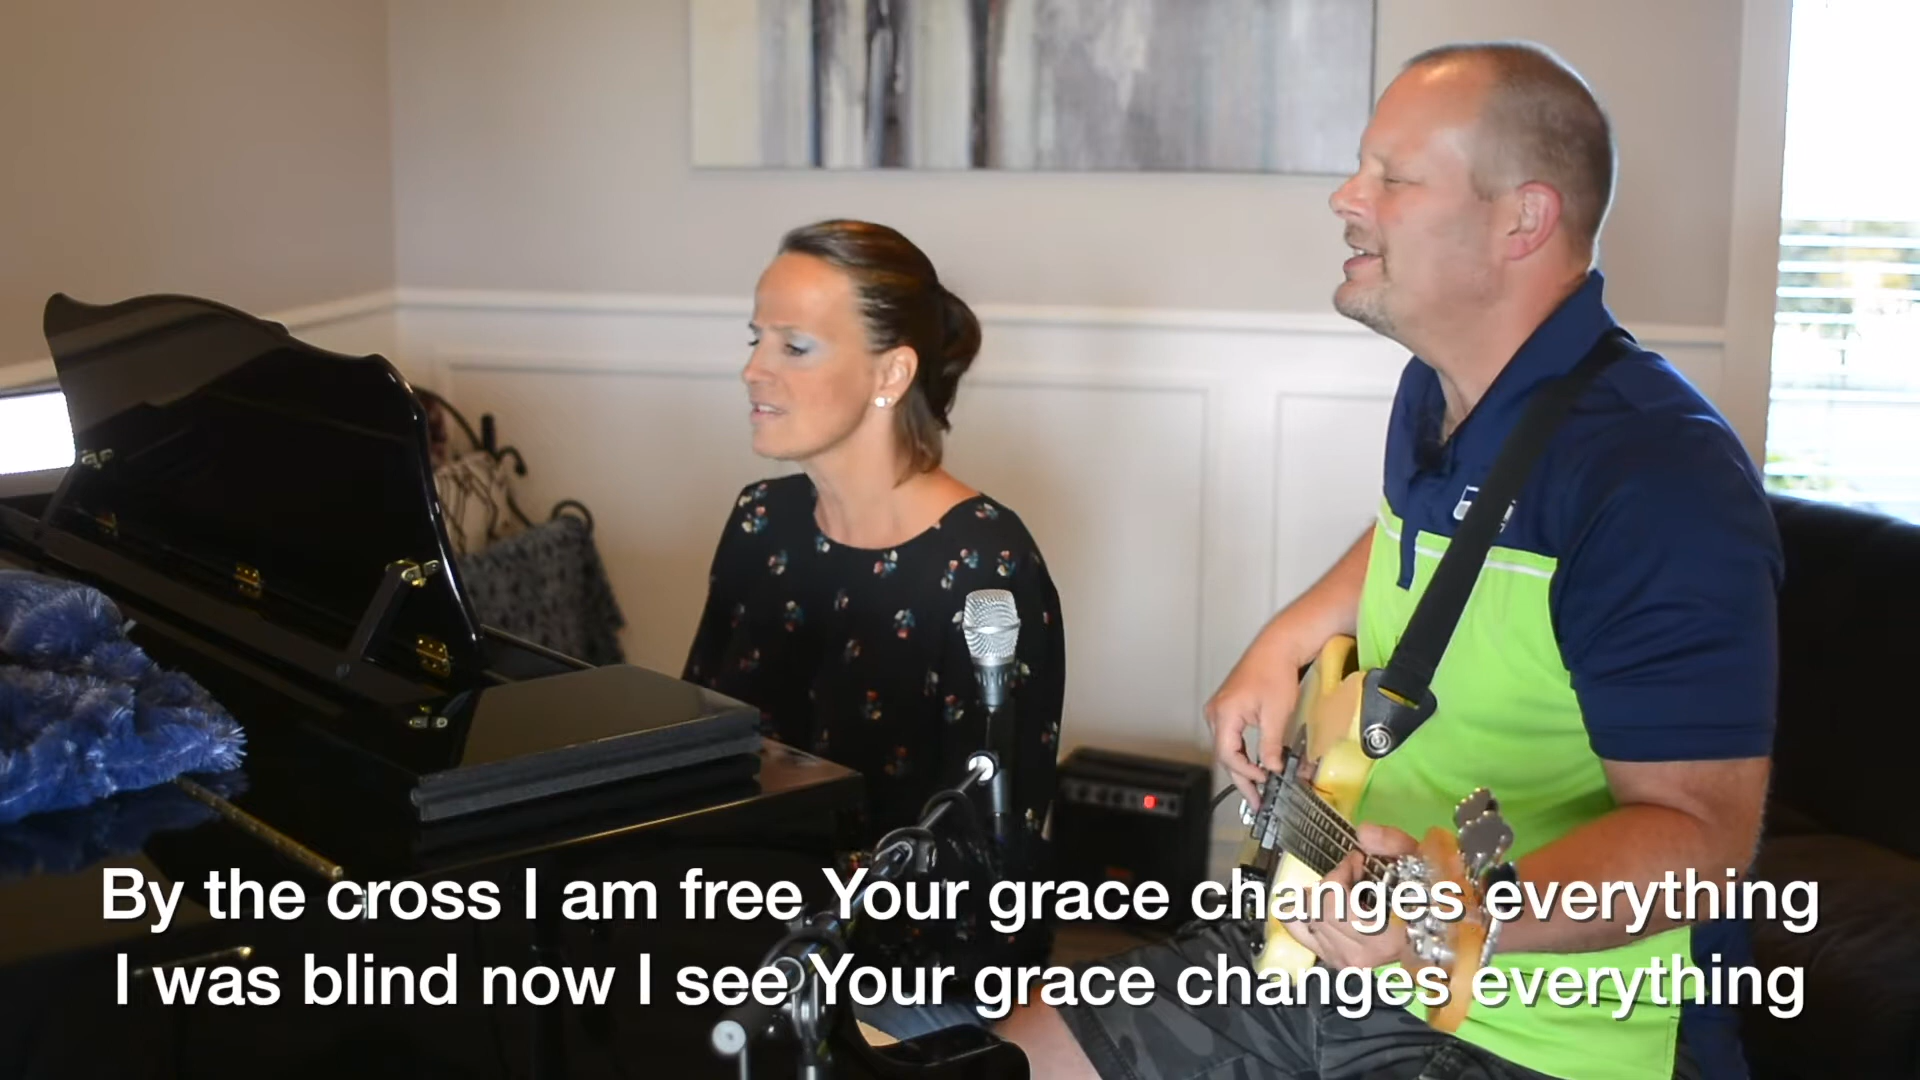 By the cross I am free Your grace changes everything
I was blind now I see Your grace changes everything